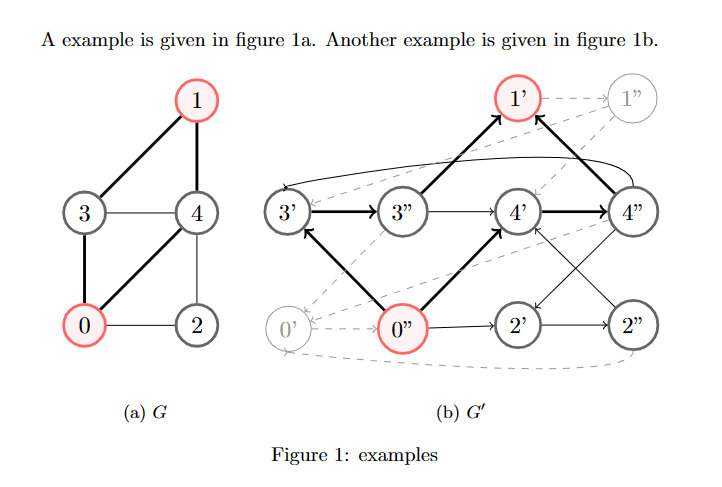 A example is given in figure 1a. Another example is given in figure 1b.
1 1’ 1”
3 4 3’ 3” 4’ 4”
0 2 0’ 0” 2’ 2”
(a) G (b) G′
Figure 1: examples